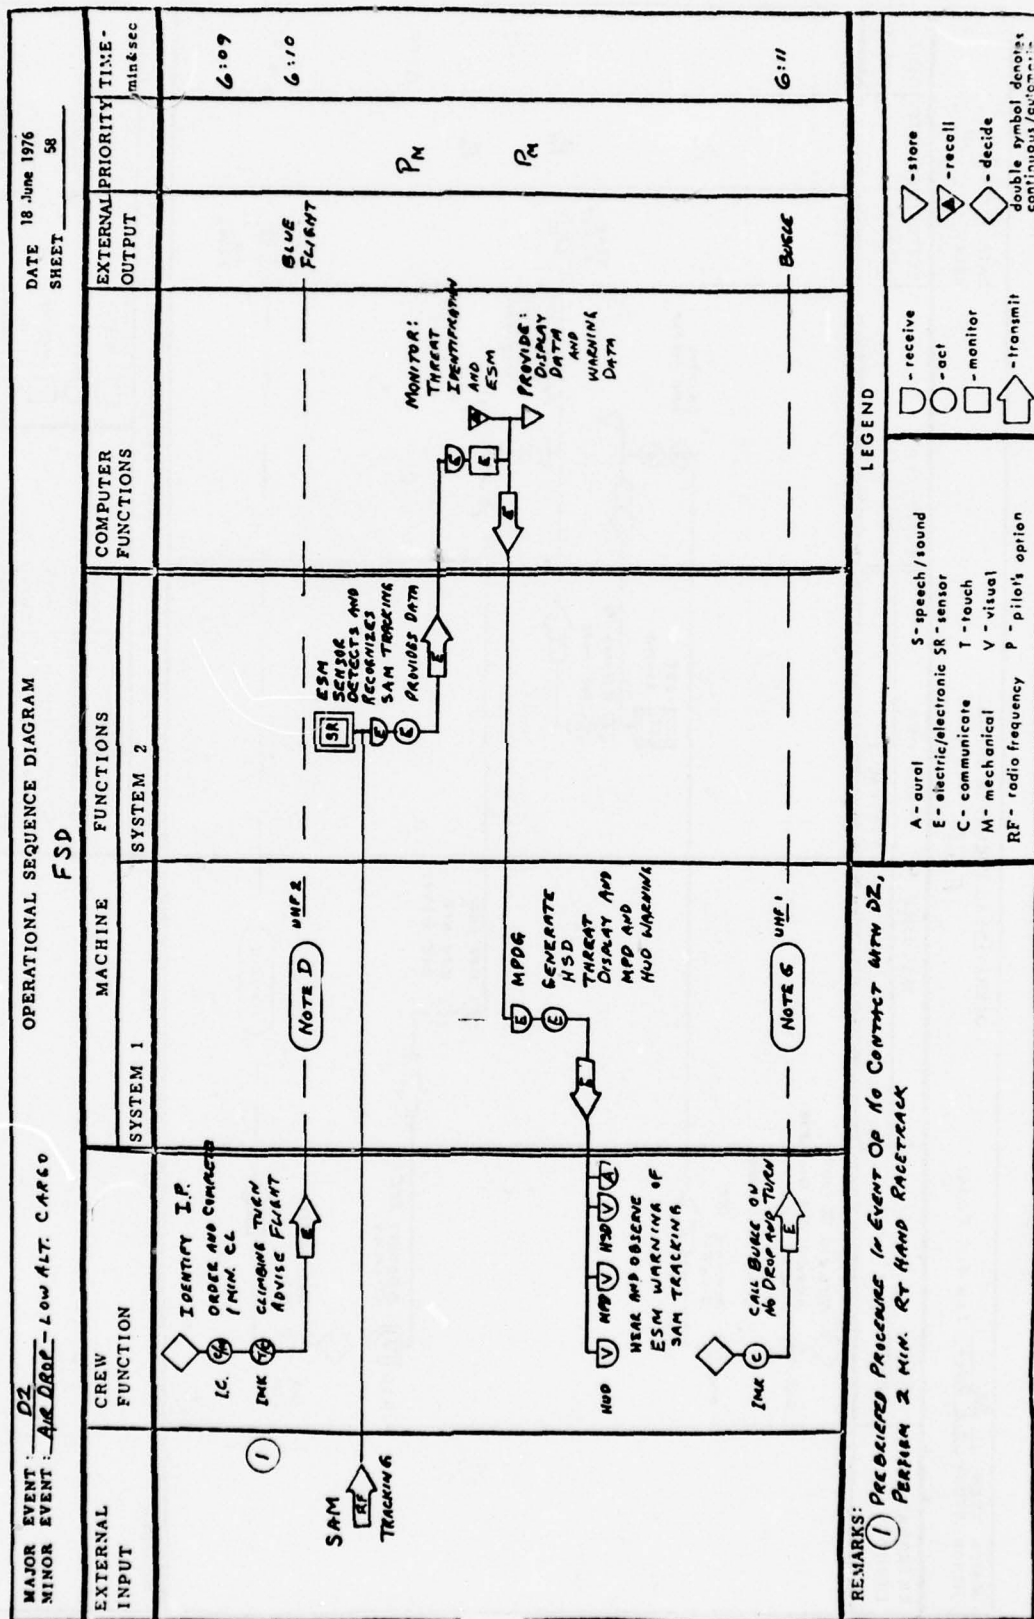 MAJOR EVENT: D2
MINOR EVENT: AIR DROP - LOW ALT. CARGO
OPERATIONAL SEQUENCE DIAGRAM
FSD
DATE 18 June 1976
SHEET 58
EXTERNAL INPUT
CREW FUNCTION
MACHINE FUNCTIONS
SYSTEM 1
SYSTEM 2
COMPUTER FUNCTIONS
EXTERNAL OUTPUT
PRIORITY
TIME-
min&sec
IDENTIFY I.P.
I.C.
ORDER AND COMPLETE
1 MIN. CL
6:09
1
IMK
CLIMBING TURN
ADVISE FLIGHT
E
NOTE D
UHF 2
BLUE
FLIGHT
6:10
SAM
RF
TRACKING
SR
ESM
SENSOR
DETECTS AND
RECOGNIZES
SAM TRACKING
E
E
PROVIDES DATA
E
E
E
MONITOR:
THREAT
IDENTIFICATION
AND
ESM
PM
PROVIDE:
DISPLAY
DATA
AND
WARNING
DATA
PM
E
E
MPDG
E
GENERATE
HSD
THREAT
DISPLAY AND
MPD AND
HUD WARNING
E
HUD V MPD V HSD V A
HEAR AND OBSERVE
ESM WARNING OF
SAM TRACKING
IMK
C
CALL BUGLE ON
NO DROP AND TURN
E
NOTE G
UHF 1
BUGLE
6:11
REMARKS:
1 PREBRIEFED PROCEDURE IN EVENT OF NO CONTACT WITH D2,
PERFORM 2 MIN. RT HAND RACETRACK
LEGEND
A - aural
S - speech/sound
E - electric/electronic
SR - sensor
C - communicate
T - touch
M - mechanical
V - visual
RF - radio frequency
P - pilot's option
- receive
- act
- monitor
- transmit
- store
- recall
- decide
double symbol denotes
continuous/automatic